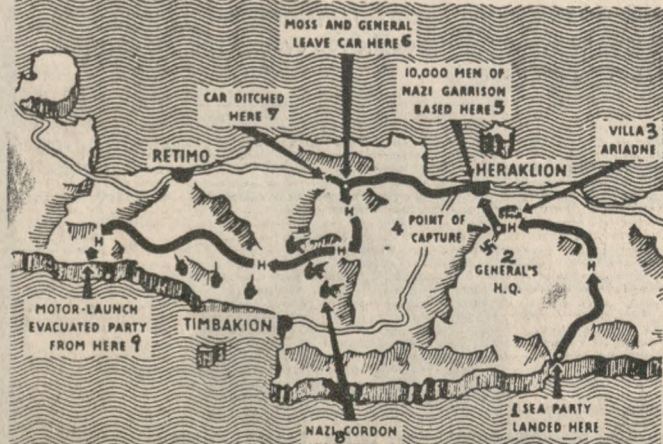 MOSS AND GENERAL
LEAVE CAR HERE 6
10,000 MEN OF
NAZI GARRISON
BASED HERE 5
CAR DITCHED
HERE 7
VILLA 3
ARIADNE
RETIMO
HERAKLION
H
4 POINT OF
CAPTURE
H
2
GENERAL'S
H.Q.
H
H
H
H
MOTOR-LAUNCH
EVACUATED PARTY
FROM HERE 9
TIMBAKION
1 SEA PARTY
LANDED HERE
NAZI CORDON
8